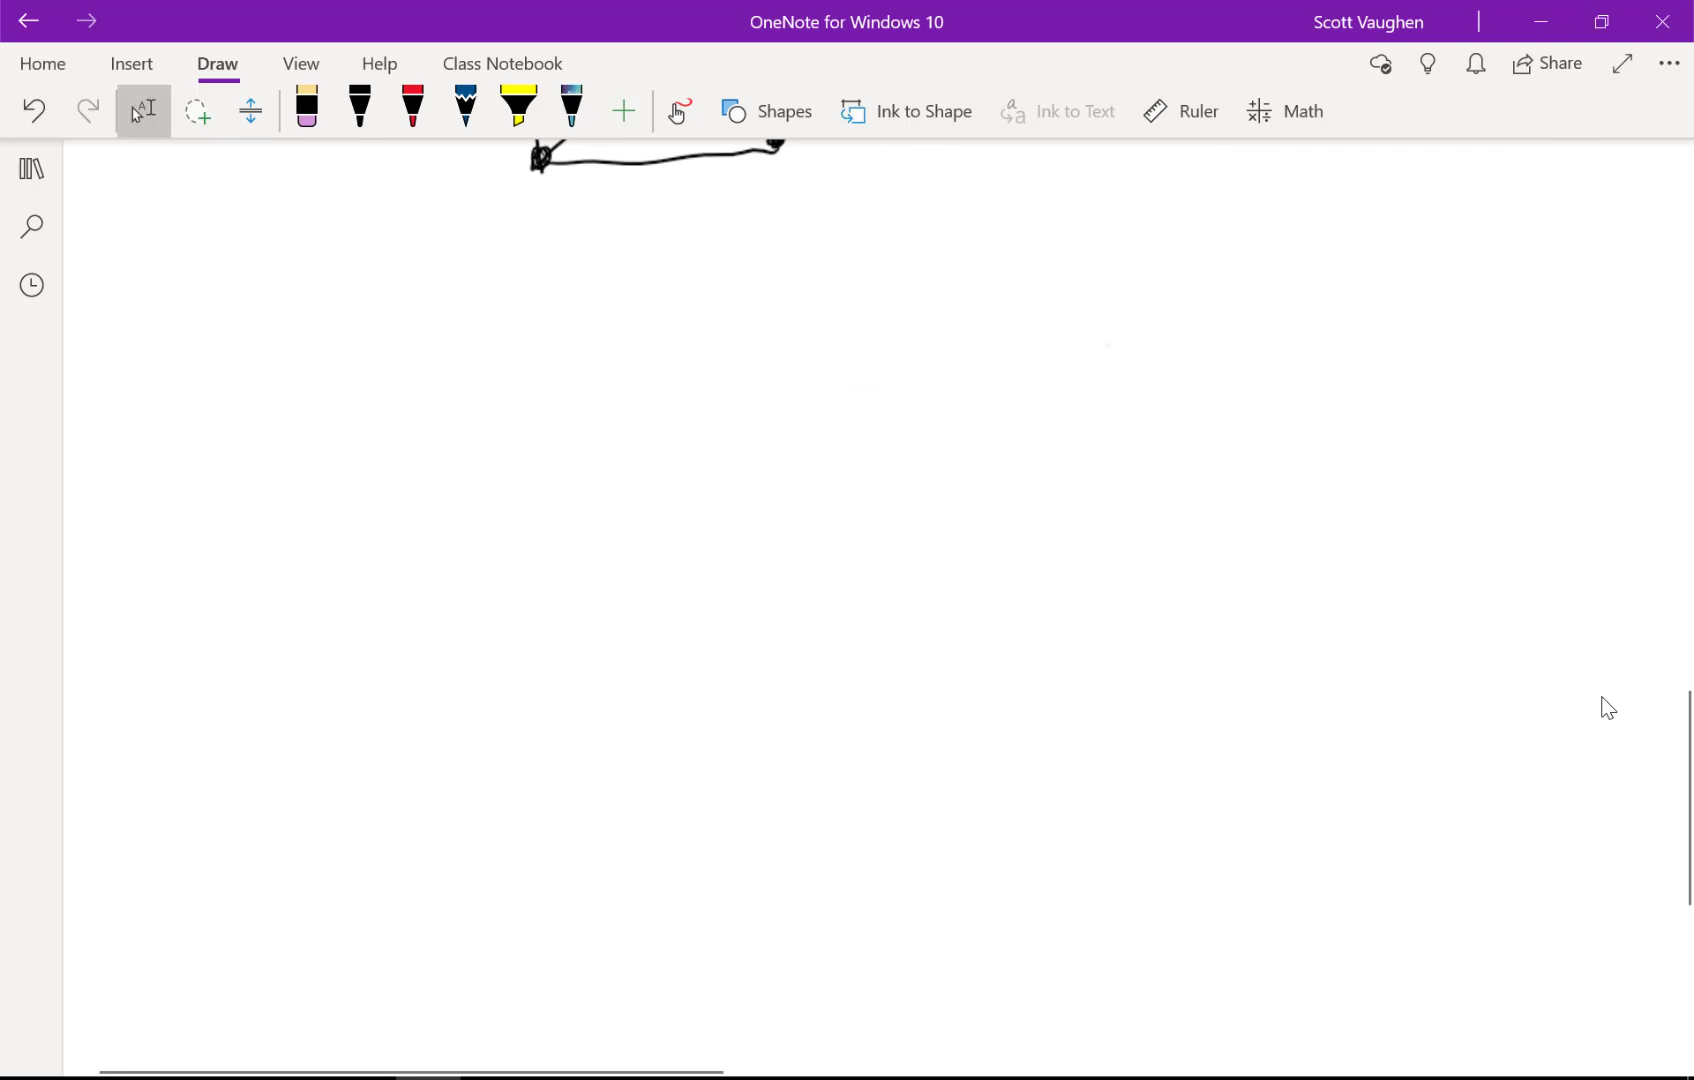 OneNote for Windows 10
Scott Vaughen
Home Insert Draw View Help Class Notebook
Share
Shapes Ink to Shape Ink to Text Ruler Math